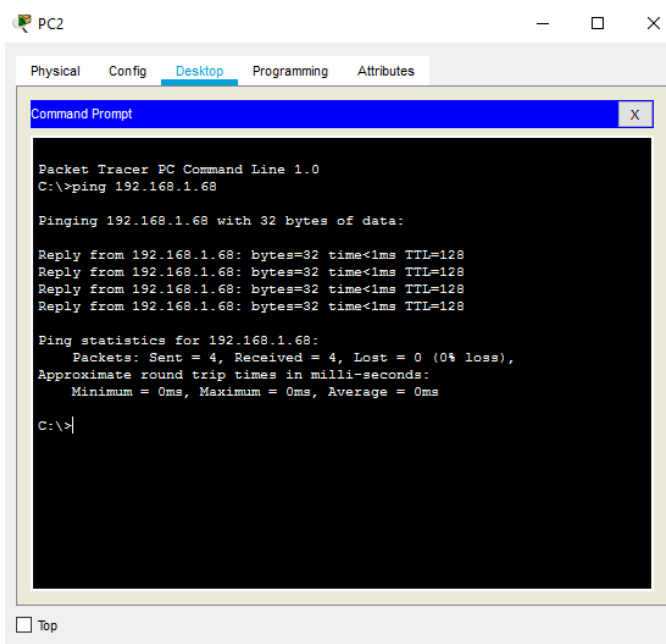 PC2
Physical Config Desktop Programming Attributes
Command Prompt X
Packet Tracer PC Command Line 1.0
C:\>ping 192.168.1.68
Pinging 192.168.1.68 with 32 bytes of data:
Reply from 192.168.1.68: bytes=32 time<1ms TTL=128
Reply from 192.168.1.68: bytes=32 time<1ms TTL=128
Reply from 192.168.1.68: bytes=32 time<1ms TTL=128
Reply from 192.168.1.68: bytes=32 time<1ms TTL=128
Ping statistics for 192.168.1.68:
Packets: Sent = 4, Received = 4, Lost = 0 (0% loss),
Approximate round trip times in milli-seconds:
Minimum = 0ms, Maximum = 0ms, Average = 0ms
C:\>
Top